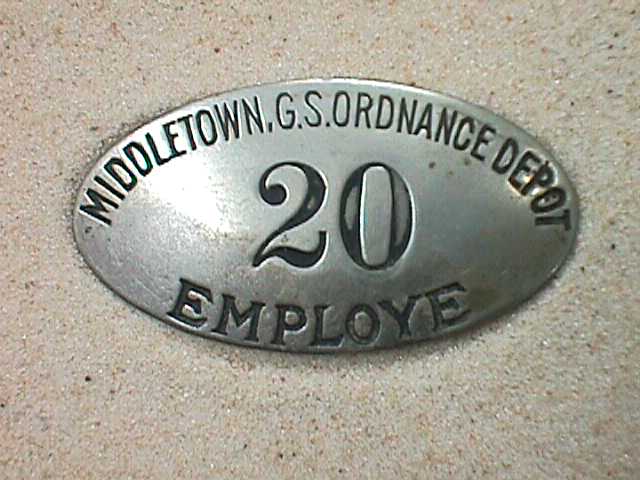 MIDDLETOWN, G.S. ORDNANCE DEPOT
20
EMPLOYE